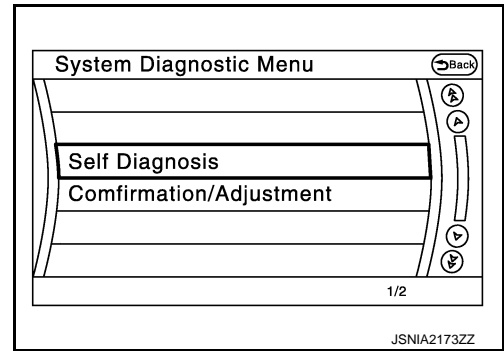 System Diagnostic Menu
Back
Self Diagnosis
Comfirmation/Adjustment
1/2
JSNIA2173ZZ